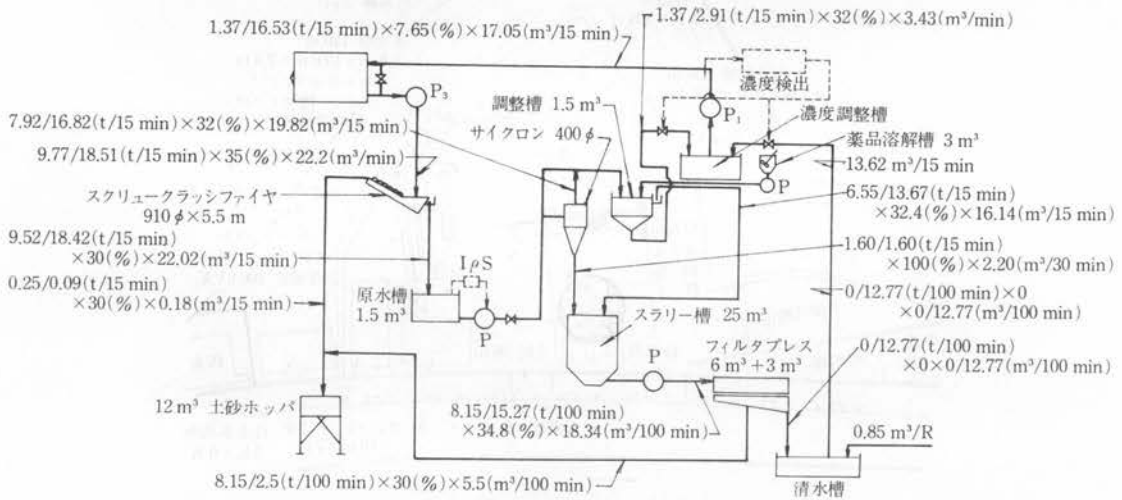 1.37/2.91(t/15 min)×32(%)×3.43(m³/min)
1.37/16.53(t/15 min)×7.65(%)×17.05(m³/15 min)
濃度検出
P₃
P₁
調整槽 1.5 m³
濃度調整槽
7.92/16.82(t/15 min)×32(%)×19.82(m³/15 min)
サイクロン 400φ
薬品溶解槽 3 m³
9.77/18.51(t/15 min)×35(%)×22.2(m³/min)
13.62 m³/15 min
P
6.55/13.67(t/15 min)
×32.4(%)×16.14(m³/15 min)
スクリュークラッシファイヤ
910φ×5.5 m
9.52/18.42(t/15 min)
×30(%)×22.02(m³/15 min)
1.60/1.60(t/15 min)
×100(%)×2.20(m³/30 min)
0.25/0.09(t/15 min)
×30(%)×0.18(m³/15 min)
IρS
原水槽
1.5 m³
P
0/12.77(t/100 min)×0
×0/12.77(m³/100 min)
スラリー槽 25 m³
P
フィルタプレス
6 m³+3 m³
0/12.77(t/100 min)
×0×0/12.77(m³/100 min)
12 m³ 土砂ホッパ
8.15/15.27(t/100 min)
×34.8(%)×18.34(m³/100 min)
0.85 m³/R
8.15/2.5(t/100 min)×30(%)×5.5(m³/100 min)
清水槽